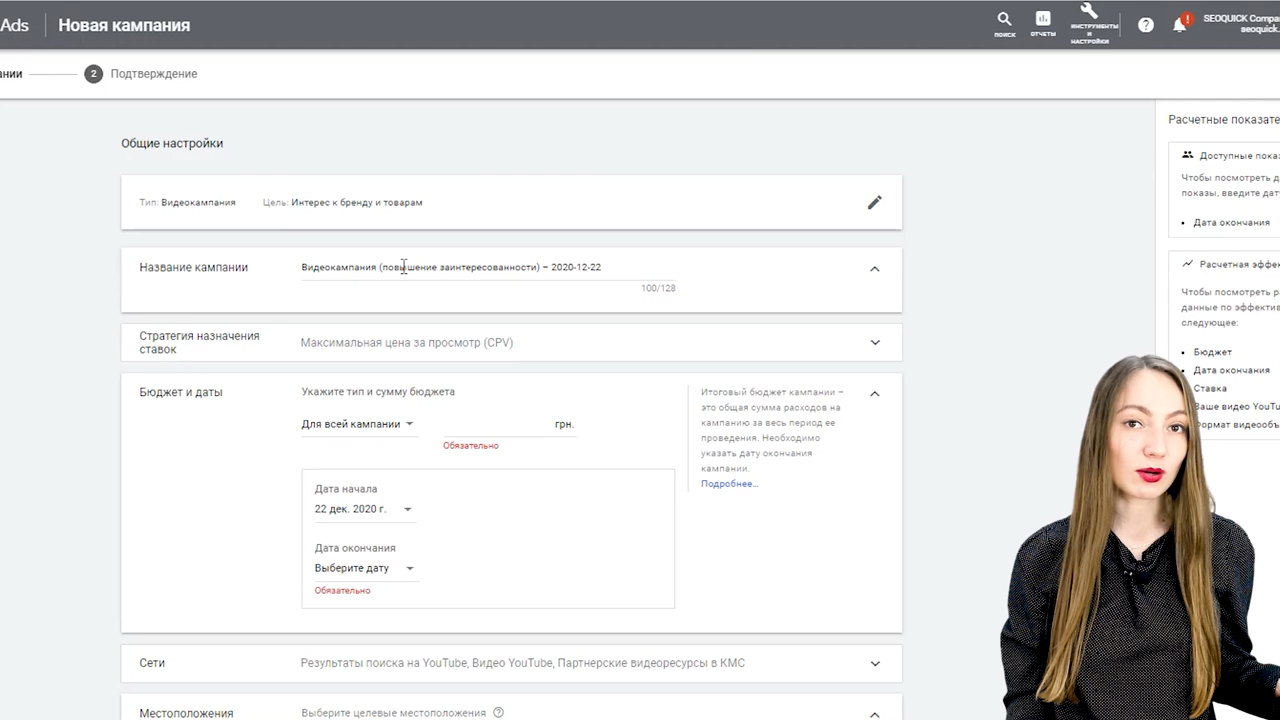 Ads
Новая кампания
ПОИСК
ОТЧЕТЫ
ИНСТРУМЕНТЫ
И
НАСТРОЙКИ
SEOQUICK Compa
seoquick.
нии
2 Подтверждение
Общие настройки
Тип: Видеокампания Цель: Интерес к бренду и товарам
Название кампании
Видеокампания (повышение заинтересованности) – 2020-12-22
100/128
Стратегия назначения
ставок
Максимальная цена за просмотр (CPV)
Бюджет и даты
Укажите тип и сумму бюджета
Для всей кампании
грн.
Обязательно
Дата начала
22 дек. 2020 г.
Дата окончания
Выберите дату
Обязательно
Итоговый бюджет кампании –
это общая сумма расходов на
кампанию за весь период ее
проведения. Необходимо
указать дату окончания
кампании.
Подробнее…
Сети
Результаты поиска на YouTube, Видео YouTube, Партнерские видеоресурсы в КМС
Местоположения
Выберите целевые местоположения
Расчетные показате
Доступные показ
Чтобы посмотреть д
показы, введите дат
Дата окончания
Расчетная эффек
Чтобы посмотреть ра
данные по эффектив
следующее:
Бюджет
Дата окончания
Ставка
Ваше видео YouTu
Формат видеообъ